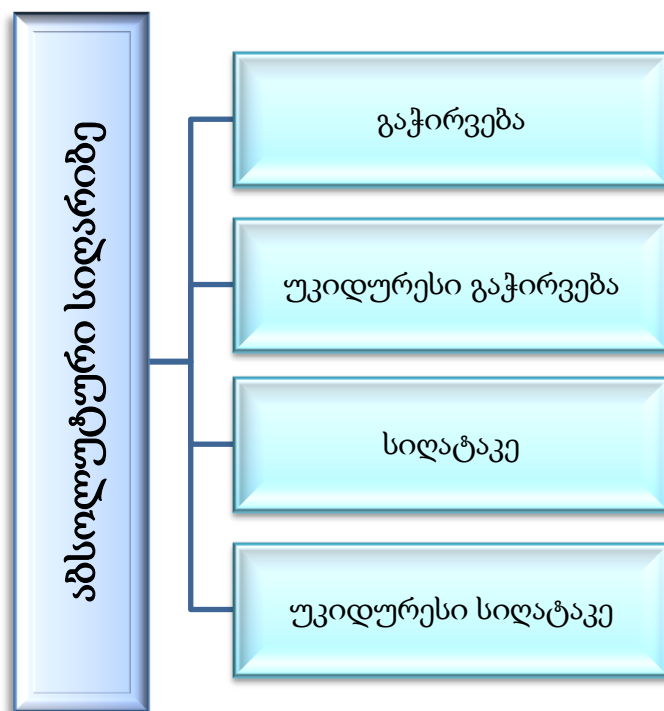 აბსოლუტური სიღარიბე
გაჭირვება
უკიდურესი გაჭირვება
სიღატაკე
უკიდურესი სიღატაკე